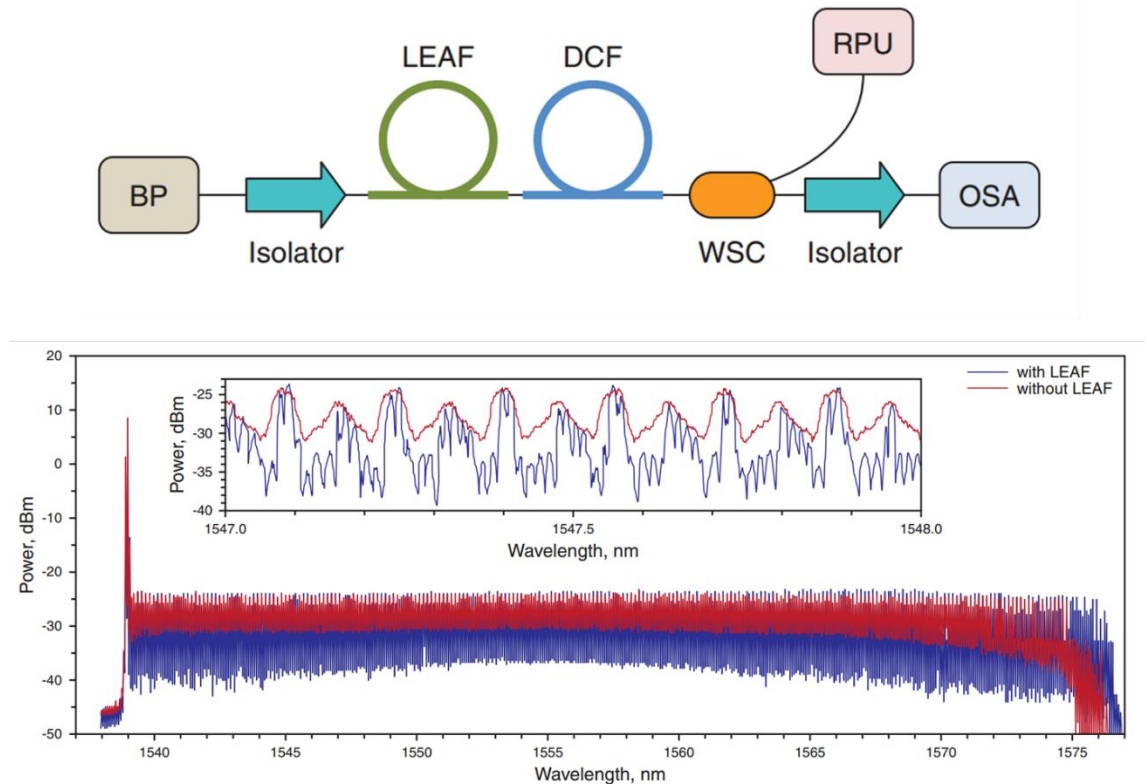 RPU
LEAF DCF
BP OSA
Isolator WSC Isolator
20
10
0
-10
-20
-30
-40
-50
Power, dBm
with LEAF
without LEAF
-25
-30
-35
-40
Power, dBm
1547.0 1547.5 1548.0
Wavelength, nm
1540 1545 1550 1555 1560 1565 1570 1575
Wavelength, nm